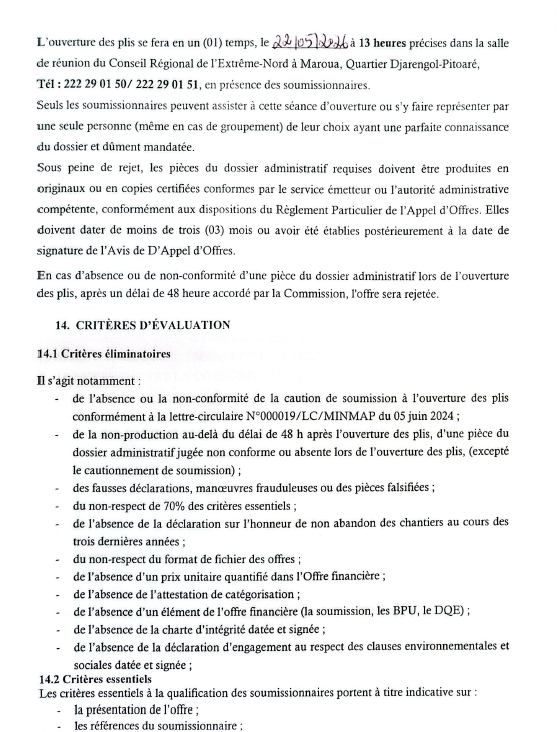 L'ouverture des plis se fera en un (01) temps, le 22/05/2026 à 13 heures précises dans la salle
de réunion du Conseil Régional de l'Extrême-Nord à Maroua, Quartier Djarengol-Pitoaré,
Tél : 222 29 01 50/ 222 29 01 51, en présence des soumissionnaires.
Seuls les soumissionnaires peuvent assister à cette séance d'ouverture ou s'y faire représenter par
une seule personne (même en cas de groupement) de leur choix ayant une parfaite connaissance
du dossier et dûment mandatée.
Sous peine de rejet, les pièces du dossier administratif requises doivent être produites en
originaux ou en copies certifiées conformes par le service émetteur ou l'autorité administrative
compétente, conformément aux dispositions du Règlement Particulier de l'Appel d'Offres. Elles
doivent dater de moins de trois (03) mois ou avoir été établies postérieurement à la date de
signature de l'Avis de D'Appel d'Offres.
En cas d'absence ou de non-conformité d'une pièce du dossier administratif lors de l'ouverture
des plis, après un délai de 48 heure accordé par la Commission, l'offre sera rejetée.
14. CRITÈRES D'ÉVALUATION
14.1 Critères éliminatoires
Il s'agit notamment :
- de l'absence ou la non-conformité de la caution de soumission à l'ouverture des plis
conformément à la lettre-circulaire N°000019/LC/MINMAP du 05 juin 2024 ;
- de la non-production au-delà du délai de 48 h après l'ouverture des plis, d'une pièce du
dossier administratif jugée non conforme ou absente lors de l'ouverture des plis, (excepté
le cautionnement de soumission) ;
- des fausses déclarations, manœuvres frauduleuses ou des pièces falsifiées ;
- du non-respect de 70% des critères essentiels ;
- de l'absence de la déclaration sur l'honneur de non abandon des chantiers au cours des
trois dernières années ;
- du non-respect du format de fichier des offres ;
- de l'absence d'un prix unitaire quantifié dans l'Offre financière ;
- de l'absence de l'attestation de catégorisation ;
- de l'absence d'un élément de l'offre financière (la soumission, les BPU, le DQE) ;
- de l'absence de la charte d'intégrité datée et signée ;
- de l'absence de la déclaration d'engagement au respect des clauses environnementales et
sociales datée et signée ;
14.2 Critères essentiels
Les critères essentiels à la qualification des soumissionnaires portent à titre indicatif sur :
- la présentation de l'offre ;
- les références du soumissionnaire ;